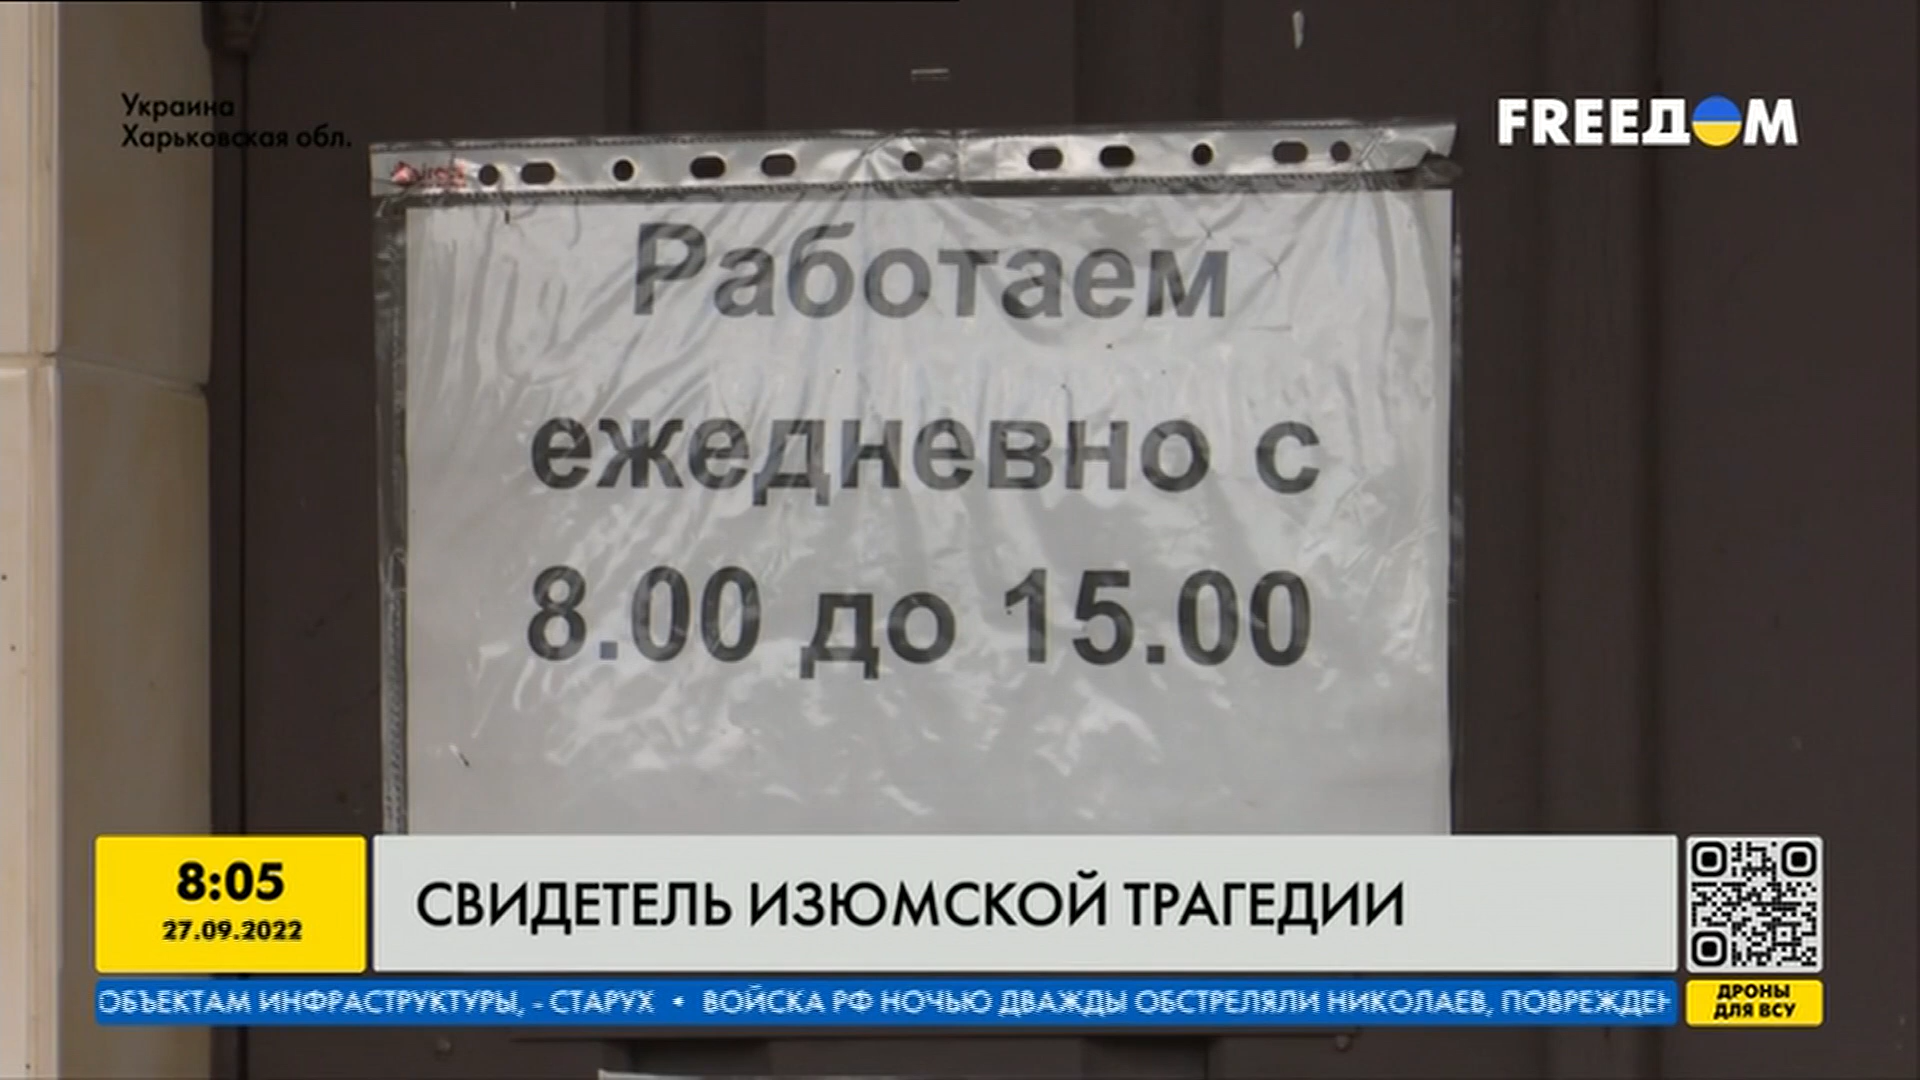 Украина
Харьковская обл.
FREEДOM
Работаем
ежедневно с
8.00 до 15.00
8:05
27.09.2022
СВИДЕТЕЛЬ ИЗЮМСКОЙ ТРАГЕДИИ
ОБЪЕКТАМ ИНФРАСТРУКТУРЫ, - СТАРУХ • ВОЙСКА РФ НОЧЬЮ ДВАЖДЫ ОБСТРЕЛЯЛИ НИКОЛАЕВ, ПОВРЕЖДЕН
ДРОНЫ
ДЛЯ ВСУ